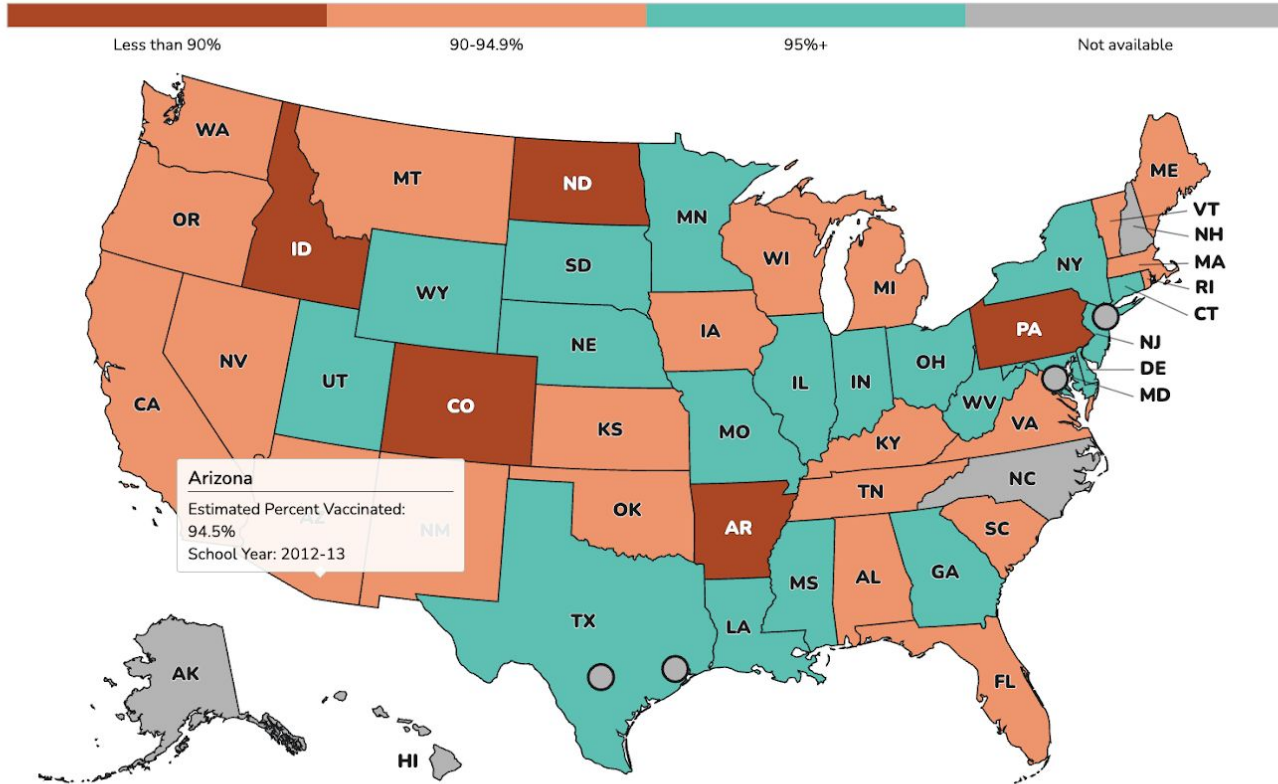 Less than 90%
90-94.9%
95%+
Not available
WA
MT
ND
MN
ME
OR
ID
SD
WI
VT
NH
WY
MI
NY
MA
RI
CT
NV
UT
NE
IA
PA
NJ
CA
CO
IL
IN
OH
DE
MD
KS
MO
WV
VA
KY
Arizona
Estimated Percent Vaccinated:
94.5%
School Year: 2012-13
AZ
NM
OK
AR
TN
NC
SC
MS
AL
GA
TX
LA
AK
HI
FL